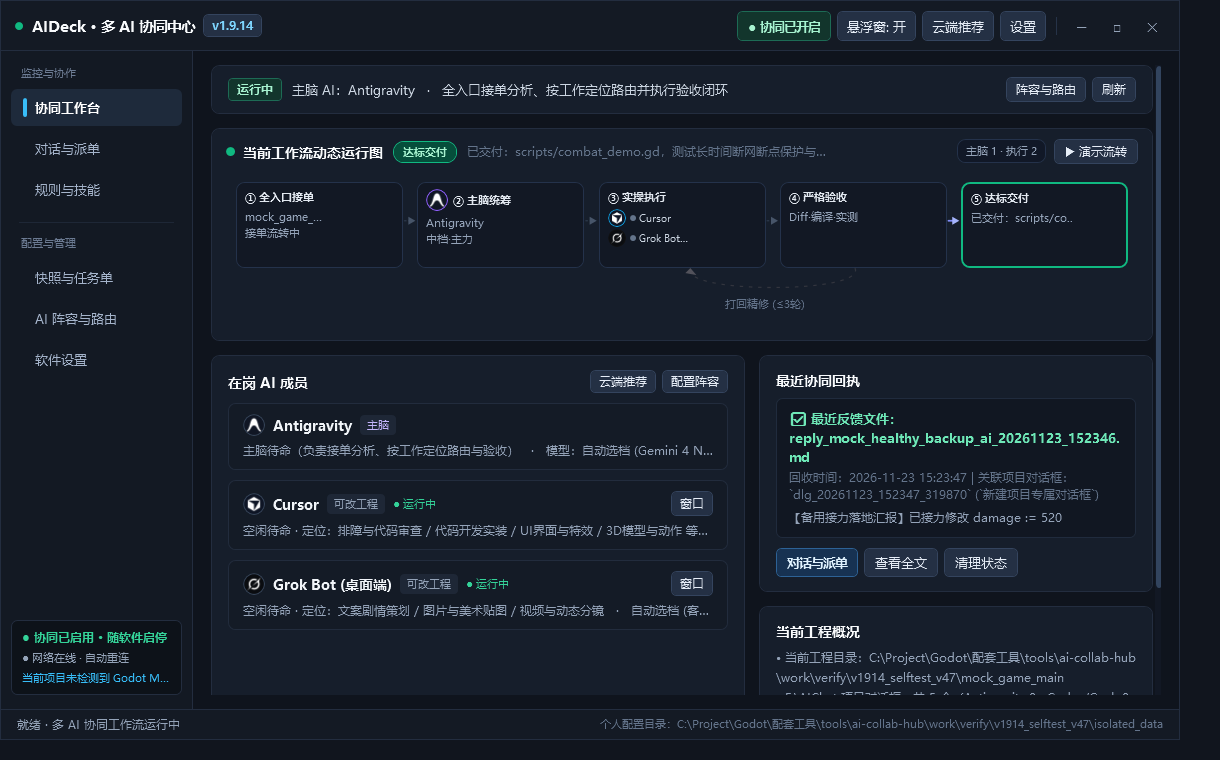 AIDeck • 多 AI 协同中心 v1.9.14
协同已开启 悬浮窗: 开 云端推荐 设置
监控与协作
协同工作台
对话与派单
规则与技能
配置与管理
快照与任务单
AI 阵容与路由
软件设置
运行中 主脑 AI：Antigravity · 全入口接单分析、按工作定位路由并执行验收闭环 阵容与路由 刷新
当前工作流动态运行图 达标交付 已交付：scripts/combat_demo.gd，测试长时间断网断点保护与... 主脑 1 · 执行 2 ▶ 演示流转
① 全入口接单
mock_game_...
接单流转中
② 主脑统筹
Antigravity
中档·主力
③ 实操执行
Cursor
Grok Bot...
④ 严格验收
Diff·编译·实测
⑤ 达标交付
已交付：scripts/co..
打回精修 (≤3轮)
在岗 AI 成员 云端推荐 配置阵容
Antigravity 主脑
主脑待命（负责接单分析、按工作定位路由与验收） · 模型：自动选档 (Gemini 4 N...
Cursor 可改工程 ● 运行中 窗口
空闲待命 · 定位：排障与代码审查 / 代码开发实装 / UI界面与特效 / 3D模型与动作 等...
Grok Bot (桌面端) 可改工程 ● 运行中 窗口
空闲待命 · 定位：文案剧情策划 / 图片与美术贴图 / 视频与动态分镜 · 自动选档 (客...
最近协同回执
最近反馈文件：
reply_mock_healthy_backup_ai_20261123_152346.
md
回收时间：2026-11-23 15:23:47 | 关联项目对话框：
`dlg_20261123_152347_319870` (`新建项目专属对话框`)
【备用接力落地汇报】已接力修改 damage := 520
对话与派单 查看全文 清理状态
当前工程概况
• 当前工程目录：C:\Project\Godot\配套工具\tools\ai-collab-hub
\work\verify\v1914_selftest_v47\mock_game_main
● 协同已启用 • 随软件启停
● 网络在线 · 自动重连
当前项目未检测到 Godot M...
就绪 · 多 AI 协同工作流运行中
个人配置目录：C:\Project\Godot\配套工具\tools\ai-collab-hub\work\verify\v1914_selftest_v47\isolated_data